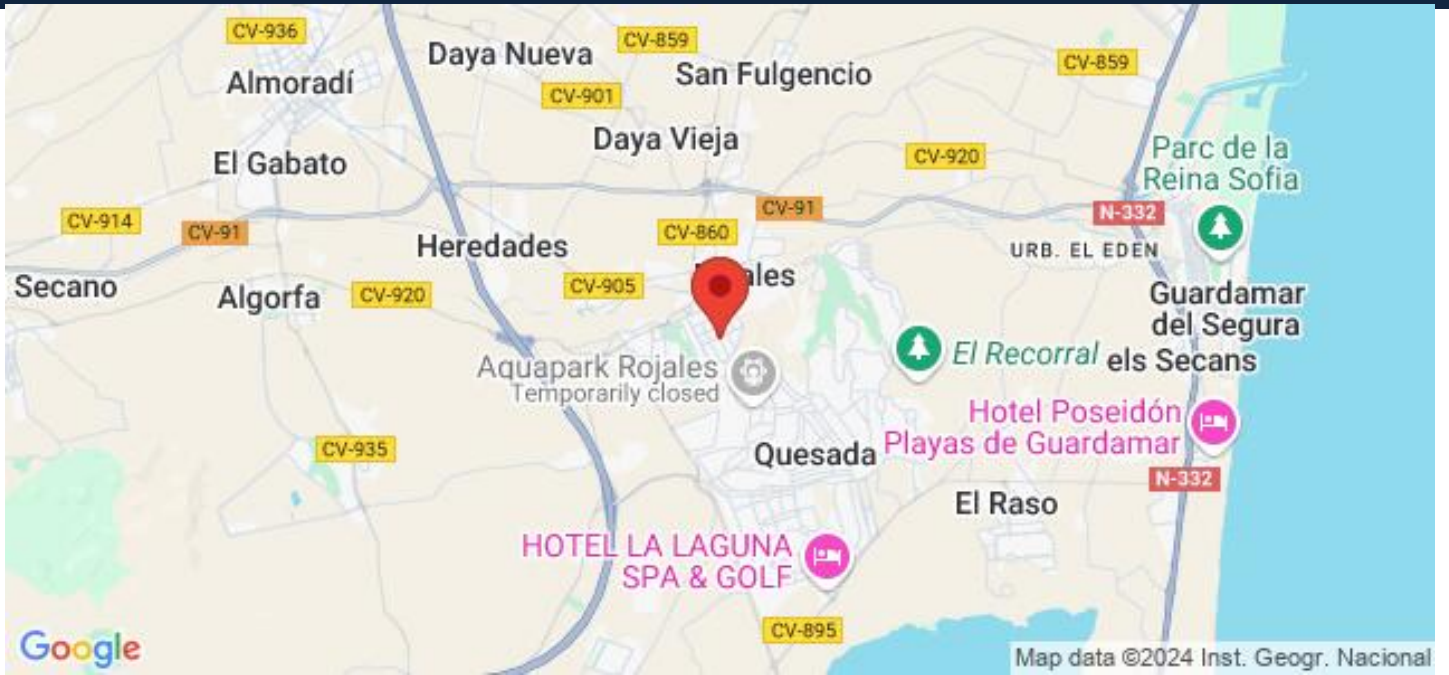 CV-936
Daya Nueva
CV-859
San Fulgencio
CV-859
Almoradí
CV-901
Daya Vieja
Parc de la
Reina Sofia
El Gabato
CV-920
CV-914
CV-91
CV-860
CV-91
N-332
Heredades
URB. EL EDEN
Secano
Algorfa
CV-920
CV-905
ales
Guardamar
del Segura
Aquapark Rojales
Temporarily closed
El Recorral
els Secans
Hotel Poseidón
Playas de Guardamar
CV-935
Quesada
N-332
El Raso
HOTEL LA LAGUNA
SPA & GOLF
CV-895
Google
Map data ©2024 Inst. Geogr. Nacional